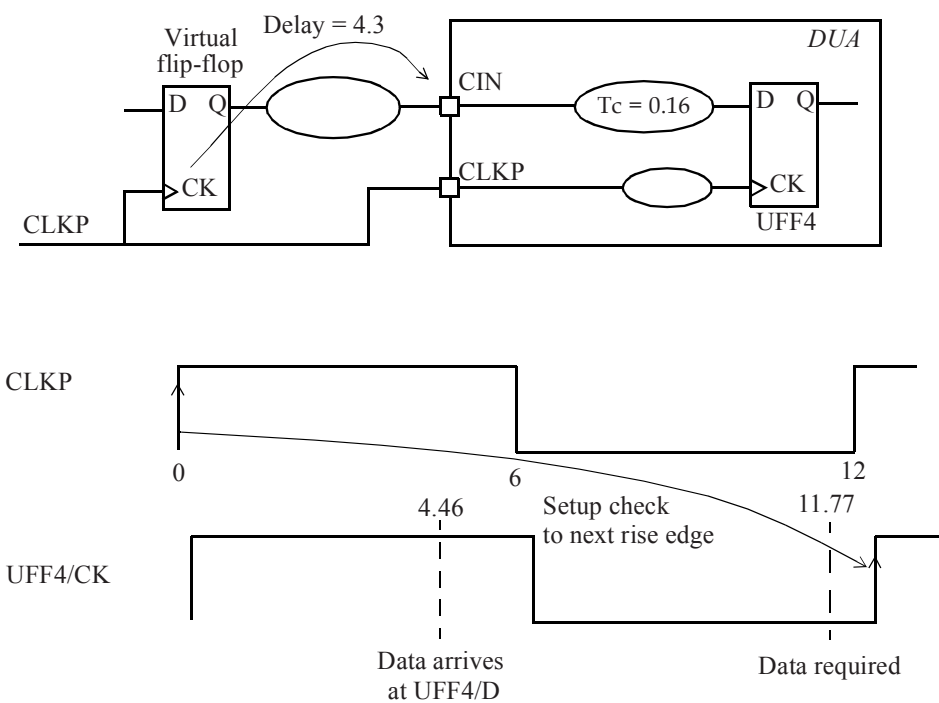 Delay = 4.3
Virtual
flip-flop
DUA
CIN
D Q
Tc = 0.16
D Q
CLKP
CK
CK
CLKP
UFF4
CLKP
0
6
12
4.46
Setup check
to next rise edge
11.77
UFF4/CK
Data arrives
at UFF4/D
Data required